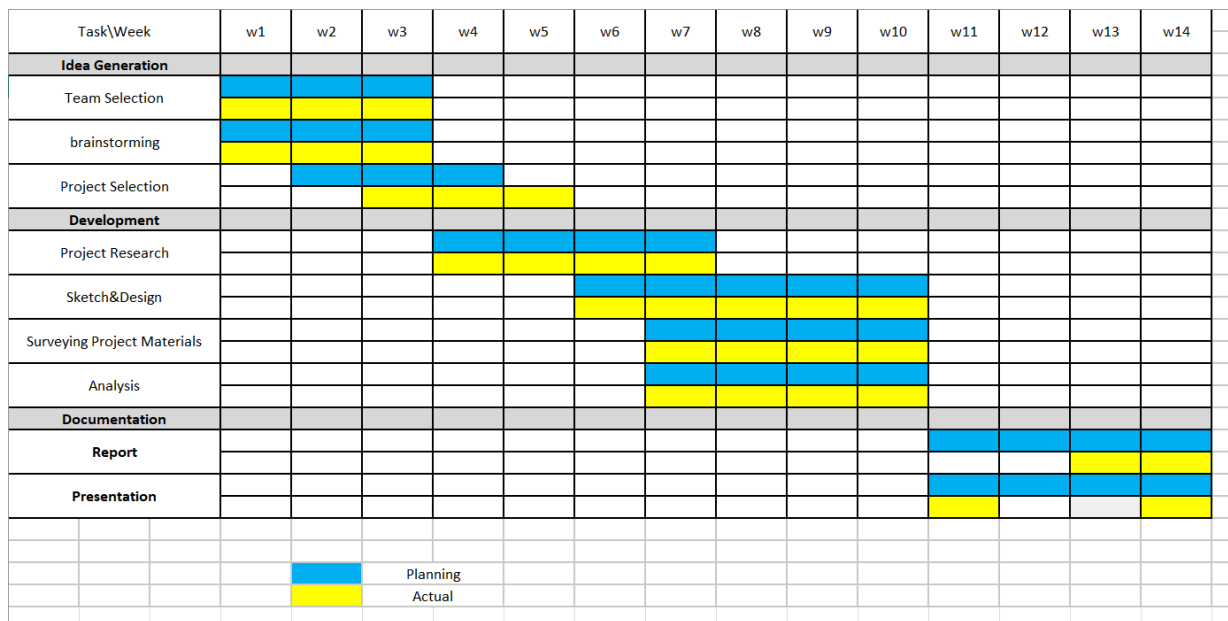 Task\Week w1 w2 w3 w4 w5 w6 w7 w8 w9 w10 w11 w12 w13 w14
Idea Generation
Team Selection
brainstorming
Project Selection
Development
Project Research
Sketch&Design
Surveying Project Materials
Analysis
Documentation
Report
Presentation
Planning
Actual